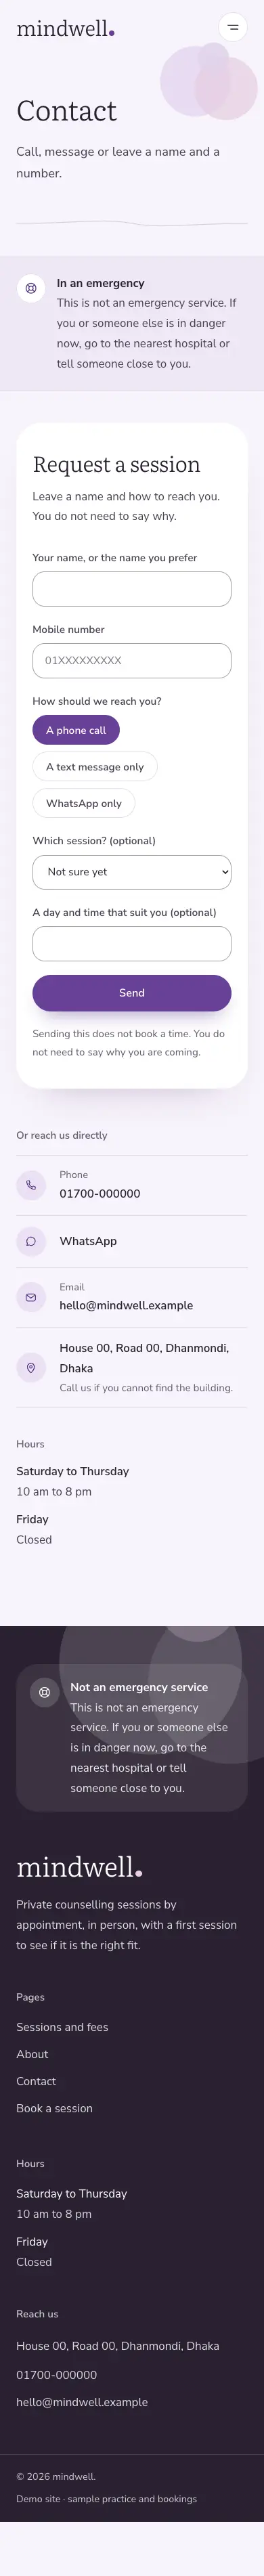 mindwell.
Contact
Call, message or leave a name and a
number.
In an emergency
This is not an emergency service. If
you or someone else is in danger
now, go to the nearest hospital or
tell someone close to you.
Request a session
Leave a name and how to reach you.
You do not need to say why.
Your name, or the name you prefer
Mobile number
01XXXXXXXXX
How should we reach you?
A phone call
A text message only
WhatsApp only
Which session? (optional)
Not sure yet
A day and time that suit you (optional)
Send
Sending this does not book a time. You do
not need to say why you are coming.
Or reach us directly
Phone
01700-000000
WhatsApp
Email
hello@mindwell.example
House 00, Road 00, Dhanmondi,
Dhaka
Call us if you cannot find the building.
Hours
Saturday to Thursday
10 am to 8 pm
Friday
Closed
Not an emergency service
This is not an emergency
service. If you or someone else
is in danger now, go to the
nearest hospital or tell
someone close to you.
mindwell.
Private counselling sessions by
appointment, in person, with a first session
to see if it is the right fit.
Pages
Sessions and fees
About
Contact
Book a session
Hours
Saturday to Thursday
10 am to 8 pm
Friday
Closed
Reach us
House 00, Road 00, Dhanmondi, Dhaka
01700-000000
hello@mindwell.example
© 2026 mindwell.
Demo site · sample practice and bookings